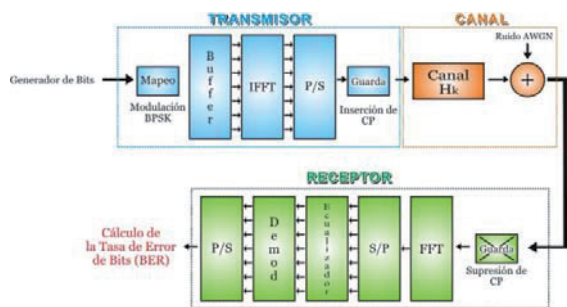 TRANSMISOR
CANAL
Ruido AWGN
Generador de Bits
Mapeo
Modulación
BPSK
Buffer
IFFT
P/S
Guarda
Inserción de
CP
Canal
Hk
+
RECEPTOR
Cálculo de
la Tasa de Error
de Bits (BER)
P/S
Demod
Ecualizador
S/P
FFT
Guarda
Supresión de
CP